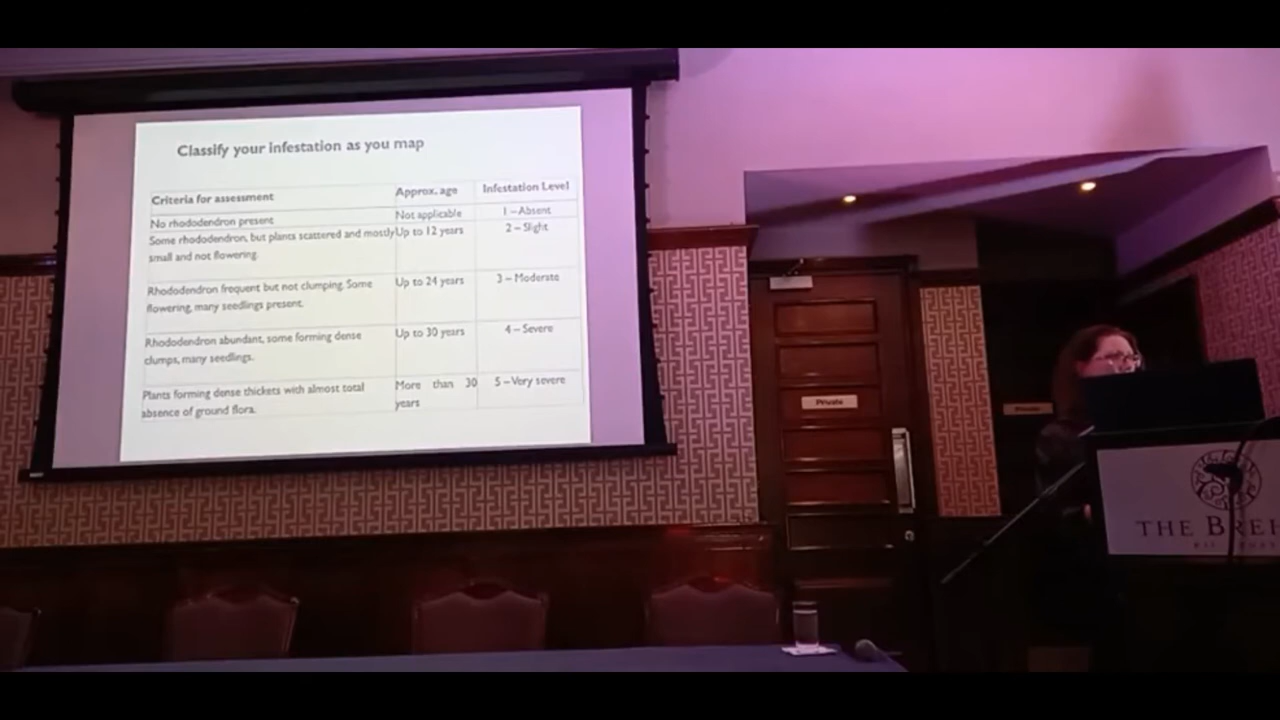 Classify your infestation as you map
Criteria for assessment Approx. age Infestation Level
No rhododendron present Not applicable 1 – Absent
Some rhododendron, but plants scattered and mostly Up to 12 years 2 – Slight
small and not flowering.
Rhododendron frequent but not clumping. Some Up to 24 years 3 – Moderate
flowering, many seedlings present.
Rhododendron abundant, some forming dense Up to 30 years 4 – Severe
clumps, many seedlings.
Plants forming dense thickets with almost total More than 30 5 – Very severe
absence of ground flora. years
Private
Private
THE BRE